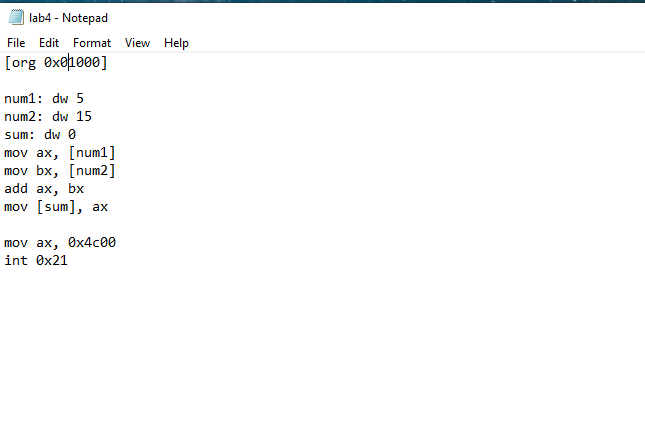 lab4 - Notepad
File Edit Format View Help
[org 0x01000]
num1: dw 5
num2: dw 15
sum: dw 0
mov ax, [num1]
mov bx, [num2]
add ax, bx
mov [sum], ax
mov ax, 0x4c00
int 0x21